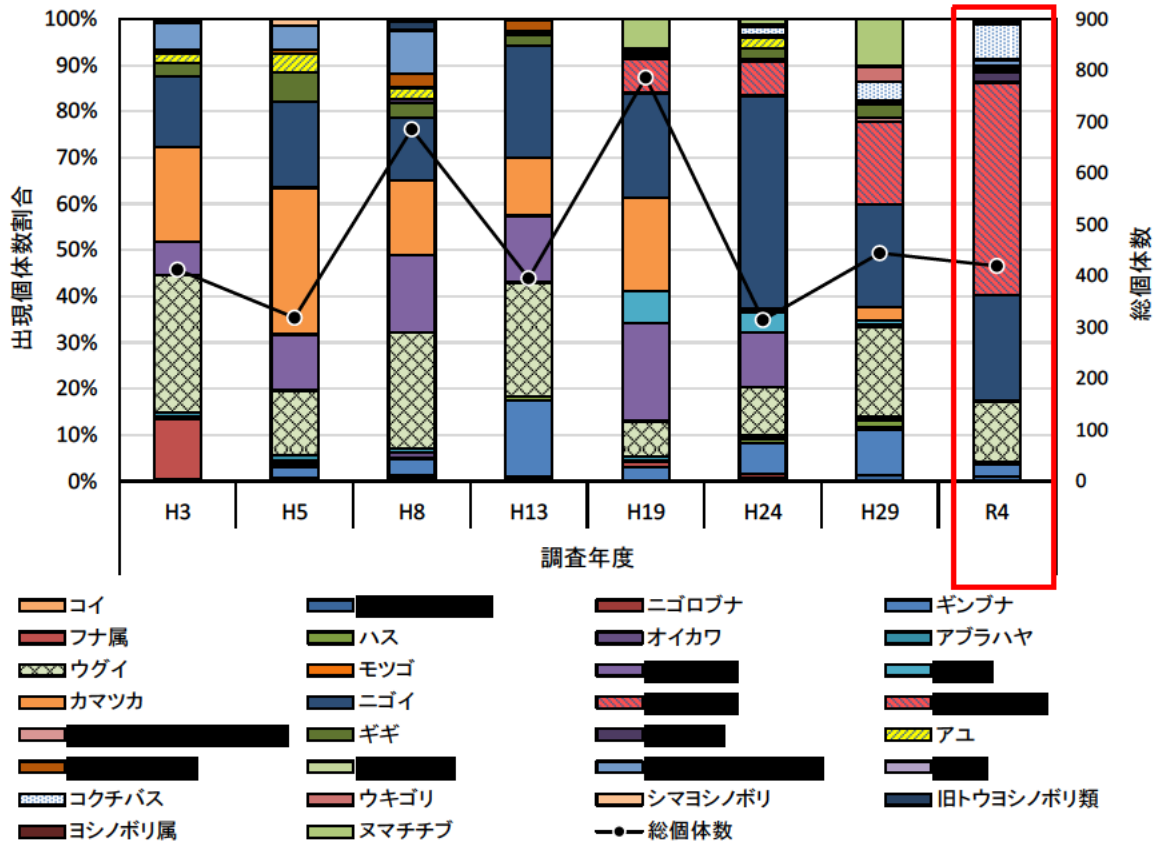 100%
90%
80%
70%
60%
50%
40%
30%
20%
10%
0%
出現個体数割合
900
800
700
600
500
400
300
200
100
0
総個体数
H3 H5 H8 H13 H19 H24 H29 R4
調査年度
コイ ニゴロブナ ギンブナ
フナ属 ハス オイカワ アブラハヤ
ウグイ モツゴ
カマツカ ニゴイ
ギギ アユ
コクチバス ウキゴリ シマヨシノボリ 旧トウヨシノボリ類
ヨシノボリ属 ヌマチチブ 総個体数